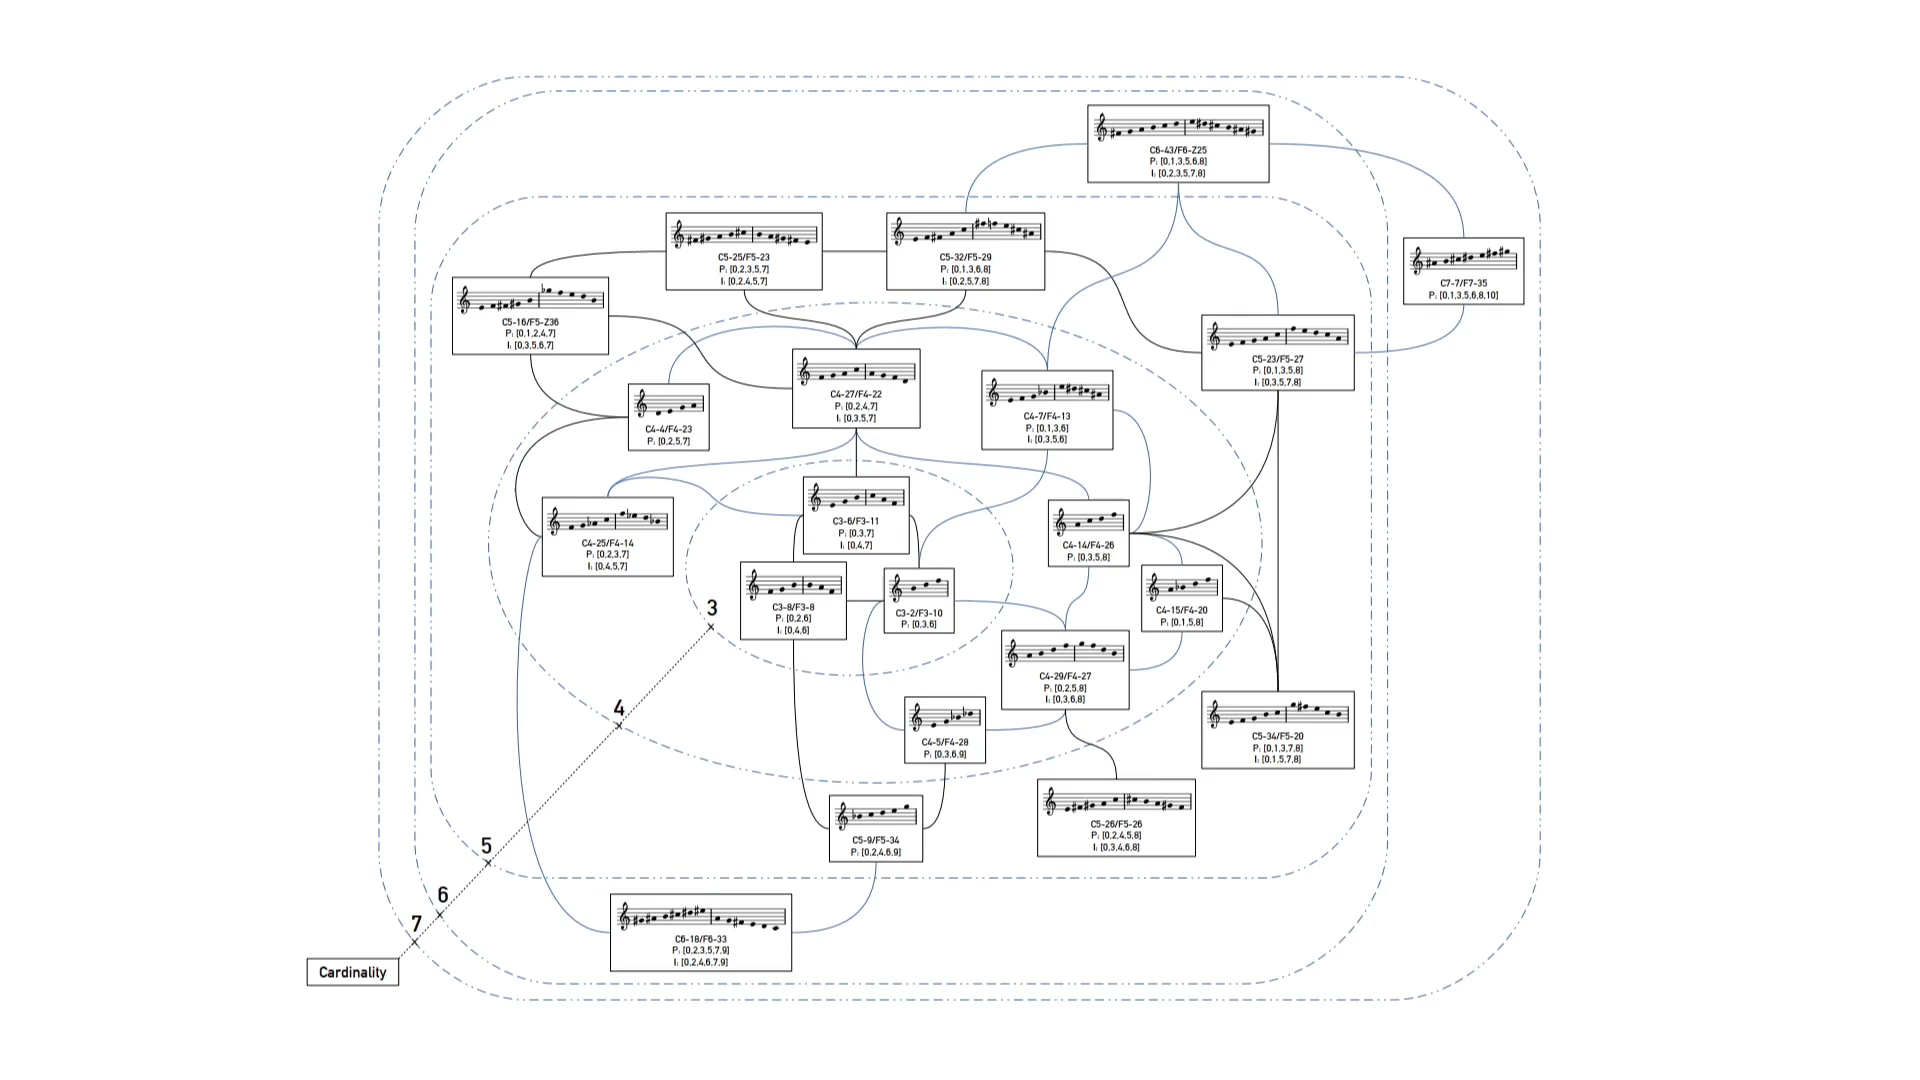 C6-43/F6-Z25
P: [0,1,3,5,6,8]
I: [0,2,3,5,7,8]
C5-25/F5-23
P: [0,2,3,5,7]
I: [0,2,4,5,7]
C5-32/F5-29
P: [0,1,3,6,8]
I: [0,2,5,7,8]
C7-7/F7-35
P: [0,1,3,5,6,8,10]
C5-16/F5-Z36
P: [0,1,2,4,7]
I: [0,3,5,6,7]
C5-23/F5-27
P: [0,1,3,5,8]
I: [0,3,5,7,8]
C4-27/F4-22
P: [0,2,4,7]
I: [0,3,5,7]
C4-4/F4-23
P: [0,2,5,7]
C4-7/F4-13
P: [0,1,3,6]
I: [0,3,5,6]
C3-6/F3-11
P: [0,3,7]
I: [0,4,7]
C4-25/F4-14
P: [0,2,3,7]
I: [0,4,5,7]
C4-14/F4-26
P: [0,3,5,8]
C3-8/F3-8
P: [0,2,6]
I: [0,4,6]
C3-2/F3-10
P: [0,3,6]
C4-15/F4-20
P: [0,1,5,8]
3
C4-29/F4-27
P: [0,2,5,8]
I: [0,3,6,8]
4
C4-5/F4-28
P: [0,3,6,9]
C5-34/F5-20
P: [0,1,3,7,8]
I: [0,1,5,7,8]
C5-26/F5-26
P: [0,2,4,5,8]
I: [0,3,4,6,8]
5
C5-9/F5-34
P: [0,2,4,6,9]
6
7
C6-18/F6-33
P: [0,2,3,5,7,9]
I: [0,2,4,6,7,9]
Cardinality